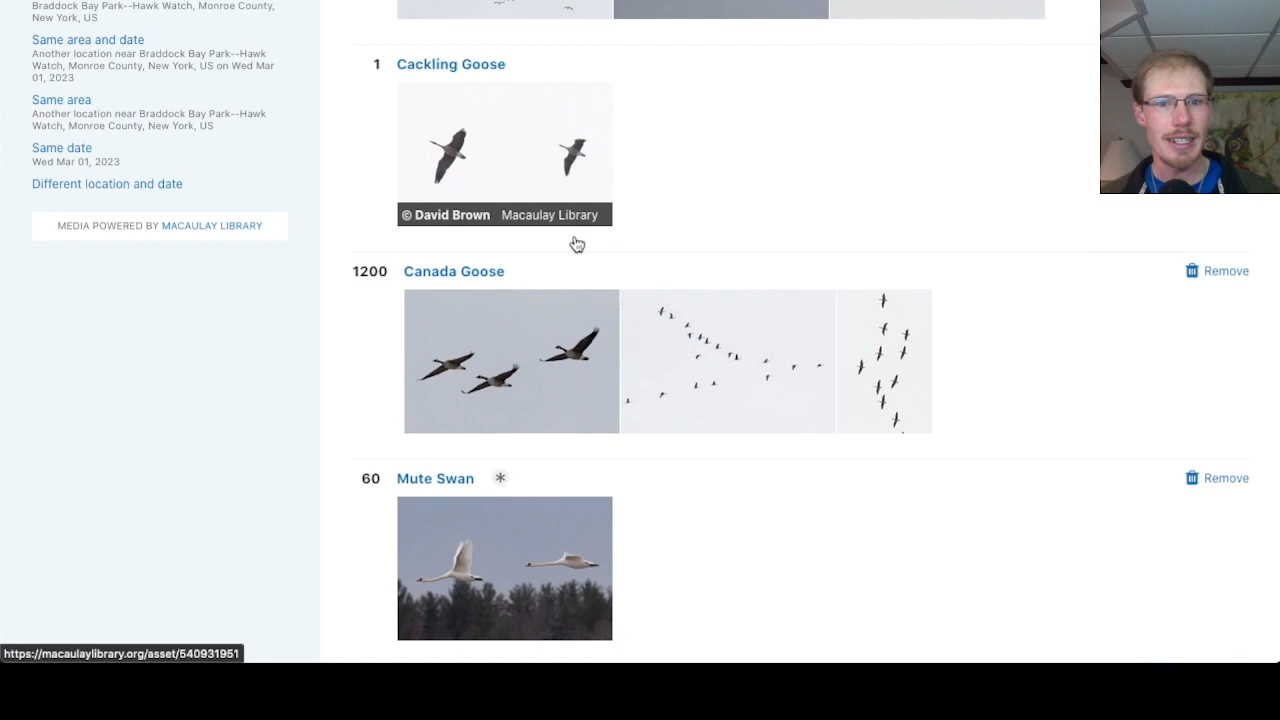 Braddock Bay Park--Hawk Watch, Monroe County,
New York, US
Same area and date
Another location near Braddock Bay Park--Hawk
Watch, Monroe County, New York, US on Wed Mar
01, 2023
Same area
Another location near Braddock Bay Park--Hawk
Watch, Monroe County, New York, US
Same date
Wed Mar 01, 2023
Different location and date
MEDIA POWERED BY MACAULAY LIBRARY
1 Cackling Goose
© David Brown Macaulay Library
1200 Canada Goose
Remove
60 Mute Swan *
Remove
https://macaulaylibrary.org/asset/540931951